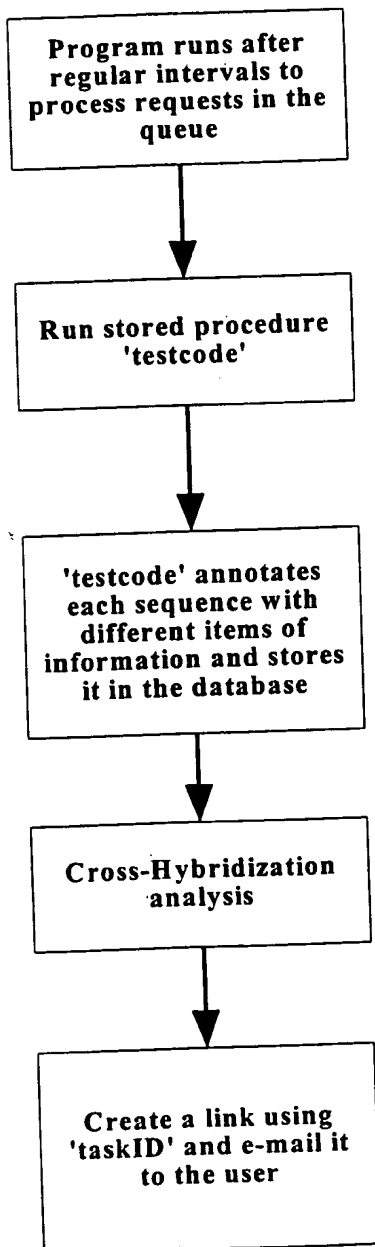 Program runs after
regular intervals to
process requests in the
queue
Run stored procedure
'testcode'
'testcode' annotates
each sequence with
different items of
information and stores
it in the database
Cross-Hybridization
analysis
Create a link using
'taskID' and e-mail it
to the user